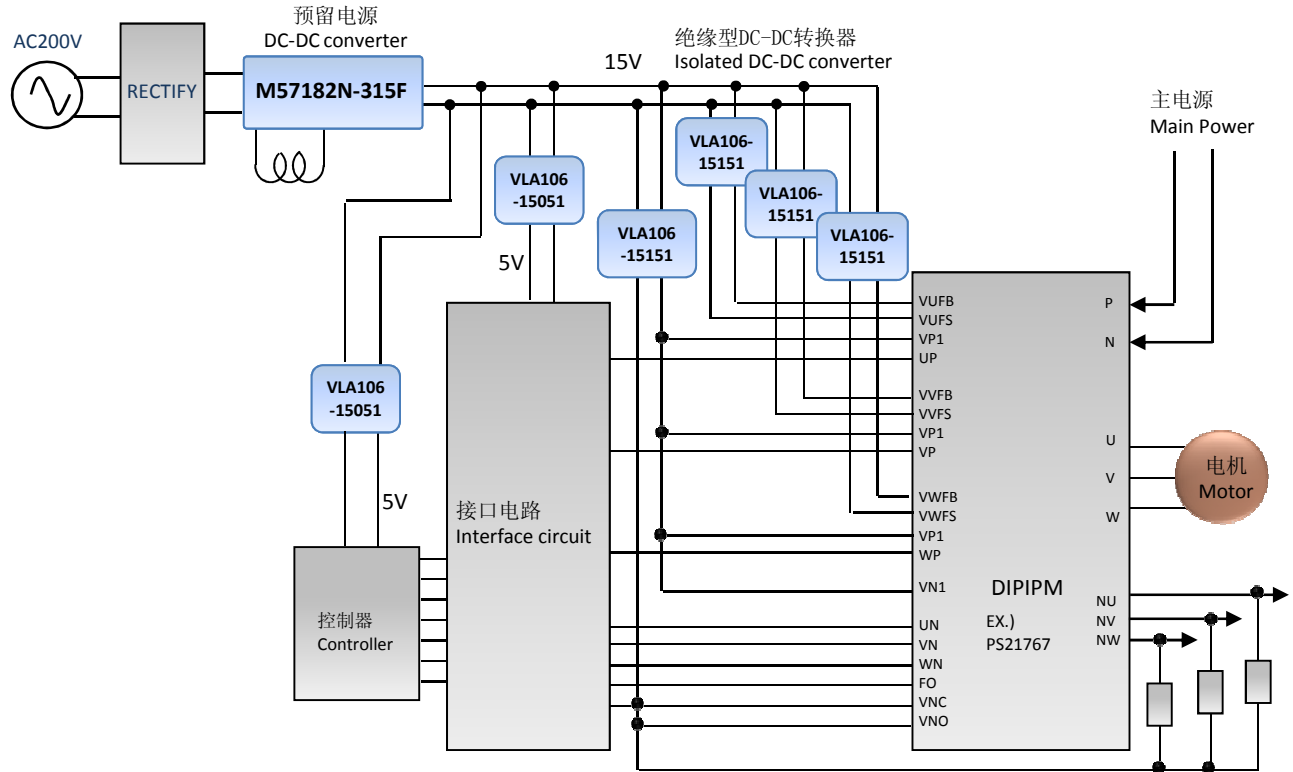 预留电源
DC-DC converter
AC200V
RECTIFY
M57182N-315F
15V
绝缘型DC-DC转换器
Isolated DC-DC converter
主电源
Main Power
VLA106-
15151
VLA106
-15051
VLA106-
15151
VLA106
-15151
VLA106-
15151
5V
VLA106
-15051
5V
接口电路
Interface circuit
控制器
Controller
VUFB
VUFS
VP1
UP
VVFB
VVFS
VP1
VP
VWFB
VWFS
VP1
WP
VN1
UN
VN
WN
FO
VNC
VNO
DIPIPM
EX.)
PS21767
P
N
U
V
W
NU
NV
NW
电机
Motor